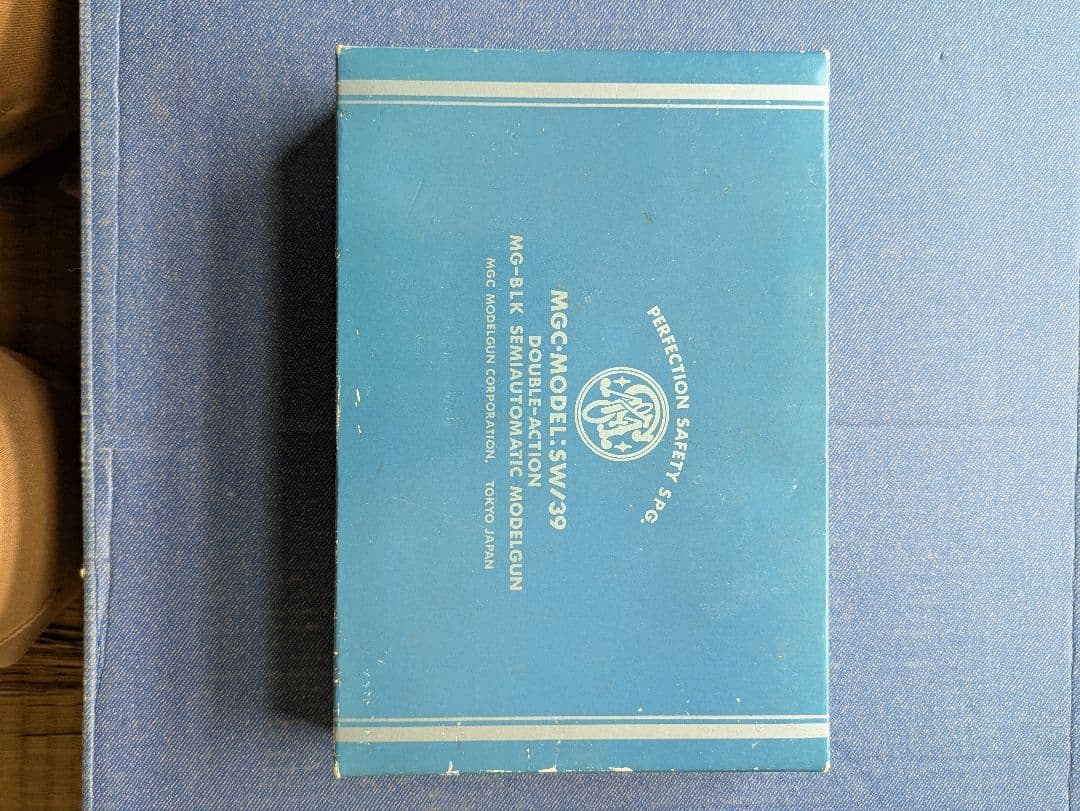 PERFECTION SAFETY SPG.
MGC·MODEL:SW/39
DOUBLE-ACTION
MG-BLK SEMIAUTOMATIC MODELGUN
MGC MODELGUN CORPORATION. TOKYO JAPAN